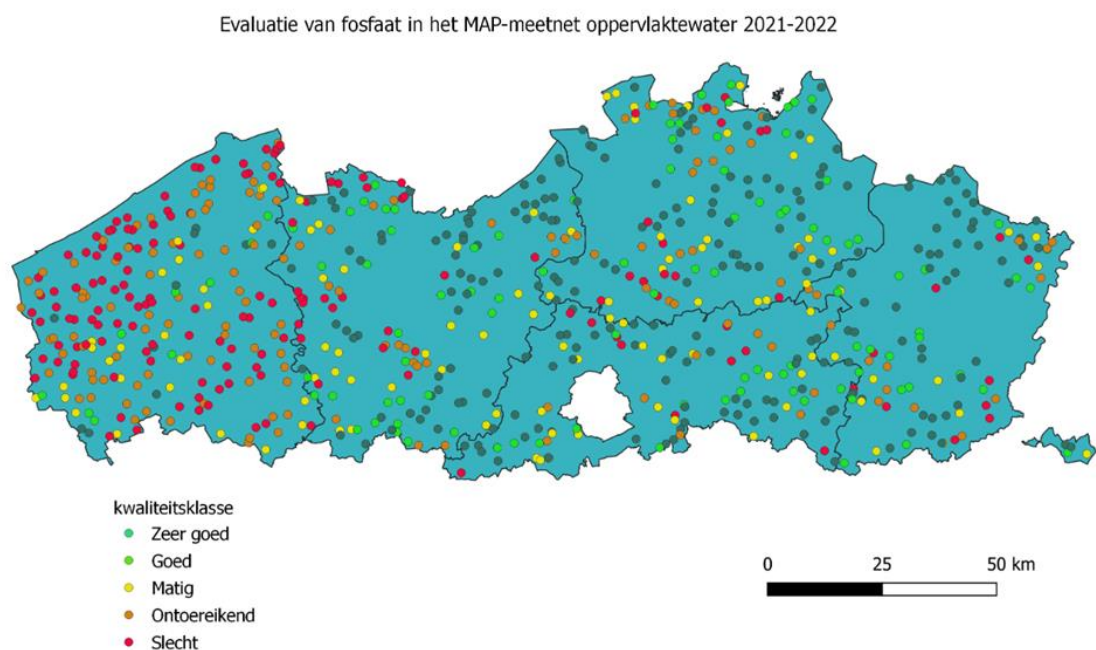 Evaluatie van fosfaat in het MAP-meetnet oppervlaktewater 2021-2022
kwaliteitsklasse
Zeer goed
Goed
Matig
Ontoereikend
Slecht
0 25 50 km